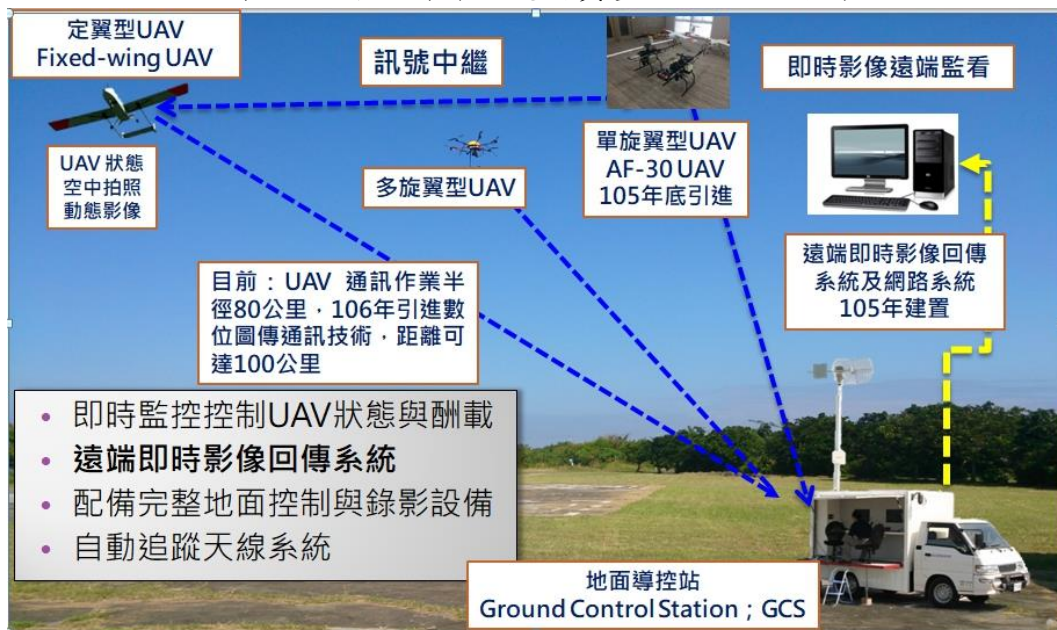 定翼型UAV
Fixed-wing UAV
訊號中繼
即時影像遠端監看
UAV 狀態
空中拍照
動態影像
多旋翼型UAV
單旋翼型UAV
AF-30 UAV
105年底引進
遠端即時影像回傳
系統及網路系統
105年建置
目前：UAV 通訊作業半
徑80公里，106年引進數
位圖傳通訊技術，距離可
達100公里
• 即時監控控制UAV狀態與酬載
• 遠端即時影像回傳系統
• 配備完整地面控制與錄影設備
• 自動追蹤天線系統
地面導控站
Ground Control Station；GCS